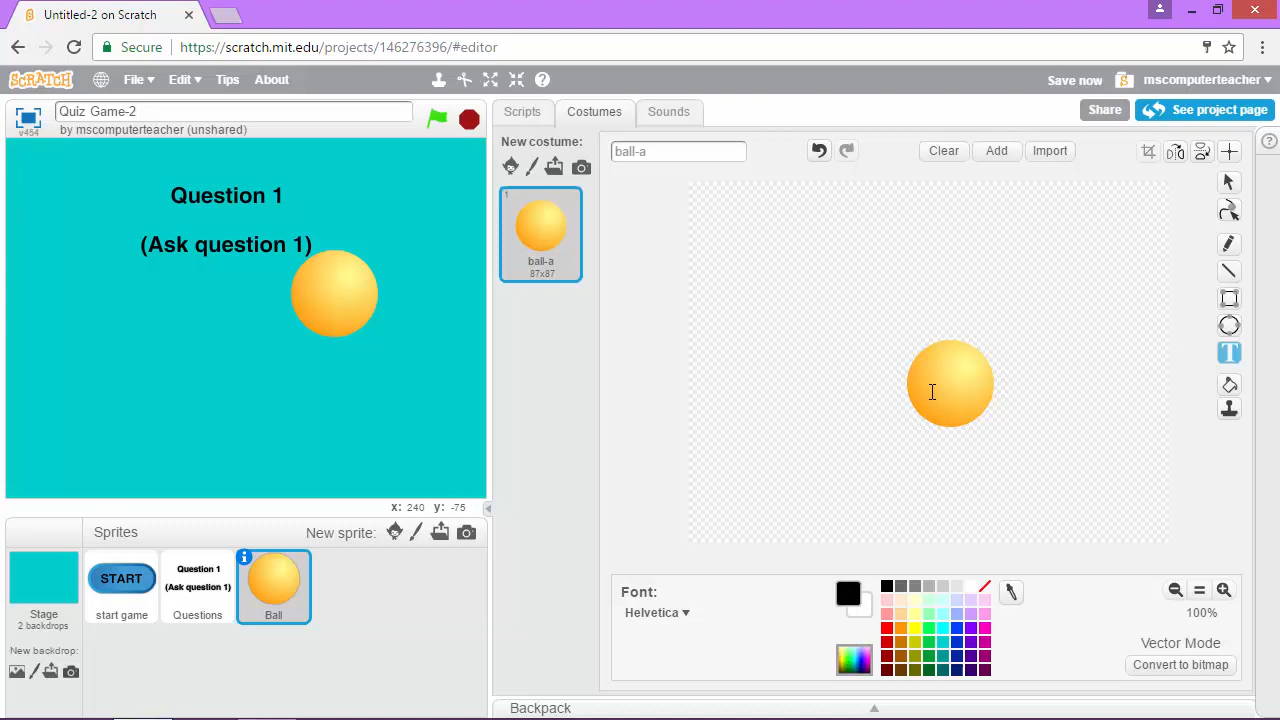 Untitled-2 on Scratch
Secure https://scratch.mit.edu/projects/146276396/#editor
SCRATCH File Edit Tips About Save now mscomputerteacher
Quiz Game-2
by mscomputerteacher (unshared)
v454
Scripts Costumes Sounds Share See project page
New costume:
ball-a Clear Add Import
1
ball-a
87x87
Question 1
(Ask question 1)
x: 240 y: -75
Sprites New sprite:
START
Question 1
(Ask question 1)
Stage
2 backdrops
start game Questions Ball
New backdrop:
T
Font:
Helvetica
100%
Vector Mode
Convert to bitmap
Backpack